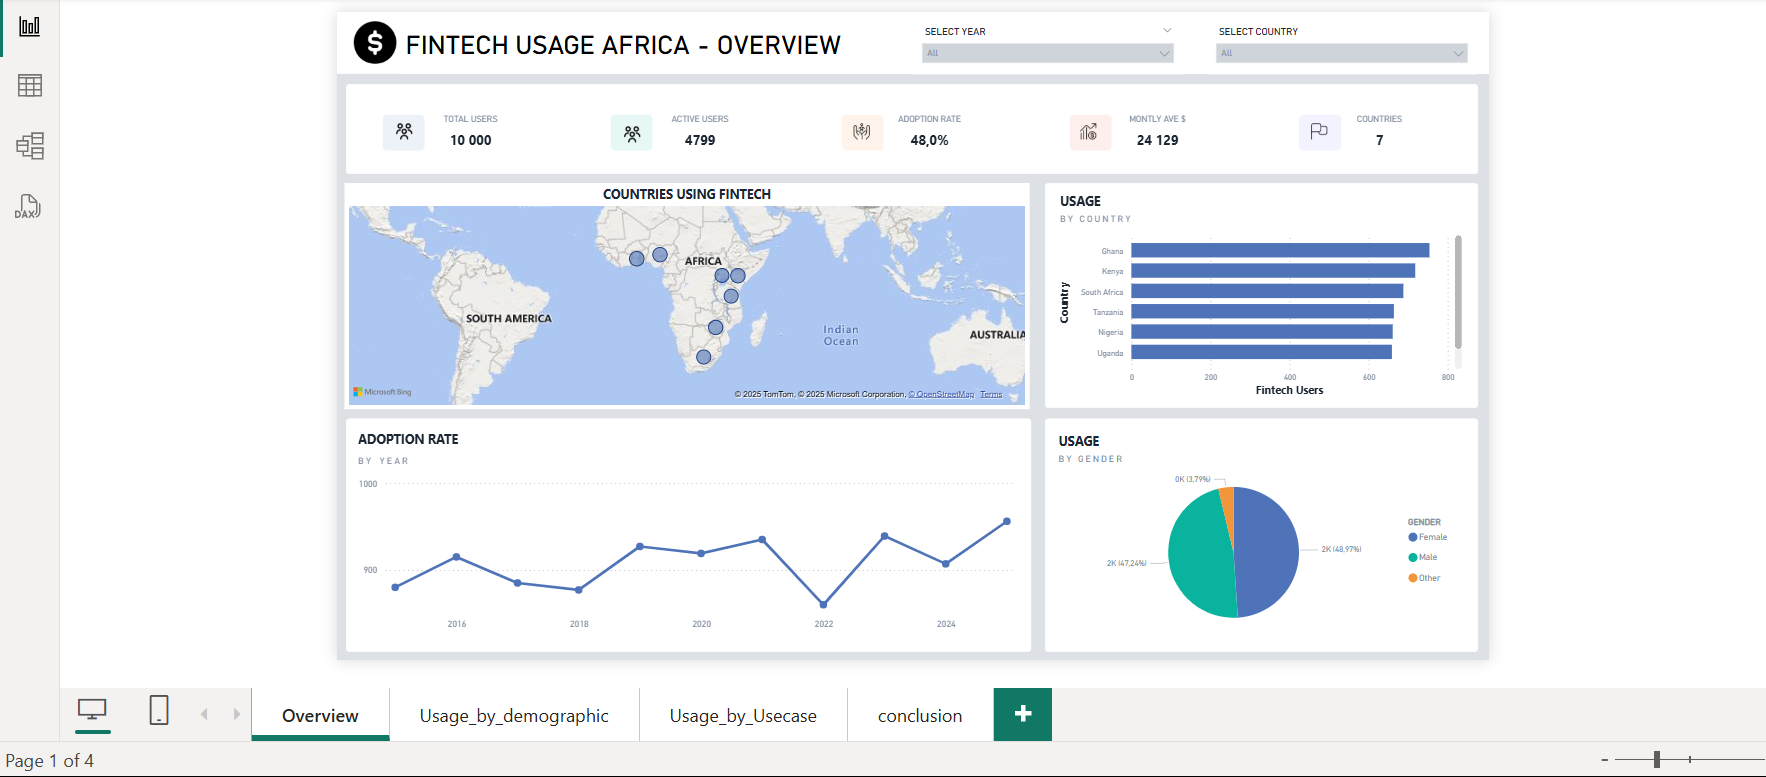 DAX
$ FINTECH USAGE AFRICA - OVERVIEW
SELECT YEAR
All
SELECT COUNTRY
All
TOTAL USERS
10 000
ACTIVE USERS
4799
ADOPTION RATE
48,0%
MONTLY AVE $
24 129
COUNTRIES
7
COUNTRIES USING FINTECH
AFRICA
SOUTH AMERICA
Indian
Ocean
AUSTRALIA
Microsoft Bing
© 2025 TomTom, © 2025 Microsoft Corporation, © OpenStreetMap Terms
USAGE
BY COUNTRY
Country
Ghana
Kenya
South Africa
Tanzania
Nigeria
Uganda
0 200 400 600 800
Fintech Users
ADOPTION RATE
BY YEAR
1000
900
2016 2018 2020 2022 2024
USAGE
BY GENDER
0K (3,79%)
2K (48,97%)
2K (47,24%)
GENDER
Female
Male
Other
Overview
Usage_by_demographic
Usage_by_Usecase
conclusion
Page 1 of 4